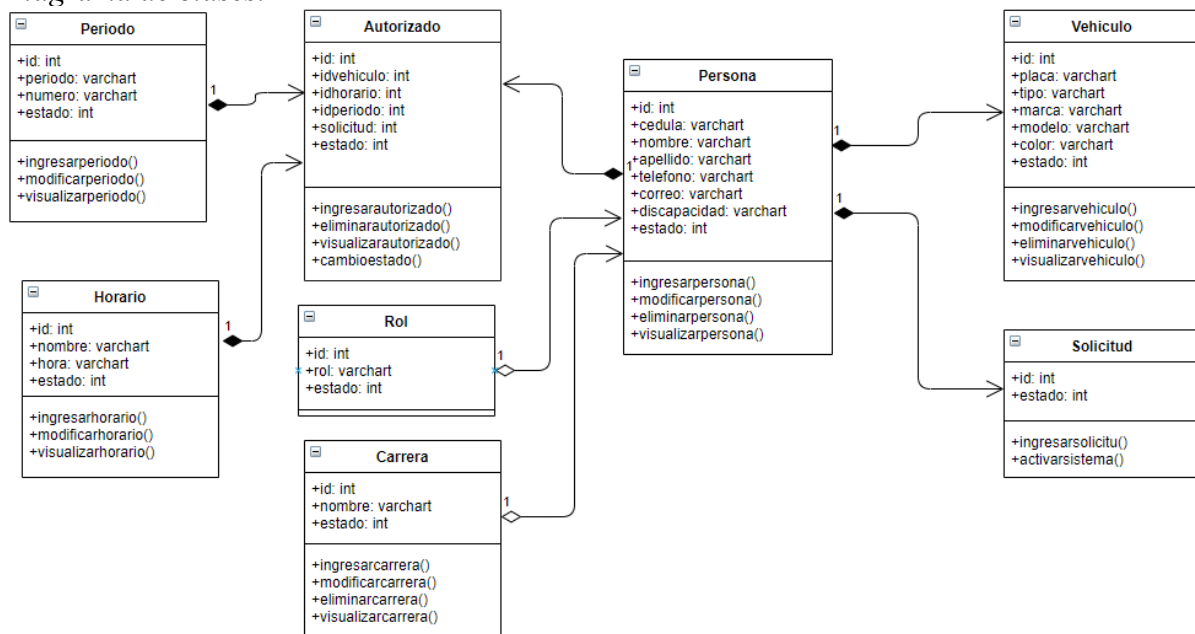 Diagrama de clases.
Periodo
+id: int
+periodo: varchart
+numero: varchart
+estado: int
+ingresarperiodo()
+modificarperiodo()
+visualizarperiodo()
1
Autorizado
+id: int
+idvehiculo: int
+idhorario: int
+idperiodo: int
+solicitud: int
+estado: int
+ingresarautorizado()
+eliminarautorizado()
+visualizarautorizado()
+cambioestado()
Persona
+id: int
+cedula: varchart
+nombre: varchart
+apellido: varchart
+telefono: varchart
+correo: varchart
+discapacidad: varchart
+estado: int
+ingresarpersona()
+modificarpersona()
+eliminarpersona()
+visualizarpersona()
1
1
1
Vehiculo
+id: int
+placa: varchart
+tipo: varchart
+marca: varchart
+modelo: varchart
+color: varchart
+estado: int
+ingresarvehiculo()
+modificarvehiculo()
+eliminarvehiculo()
+visualizarvehiculo()
Horario
+id: int
+nombre: varchart
+hora: varchart
+estado: int
+ingresarhorario()
+modificarhorario()
+visualizarhorario()
1
Rol
+id: int
+rol: varchart
+estado: int
1
Solicitud
+id: int
+estado: int
+ingresarsolicitu()
+activarsistema()
Carrera
+id: int
+nombre: varchart
+estado: int
+ingresarcarrera()
+modificarcarrera()
+eliminarcarrera()
+visualizarcarrera()
1